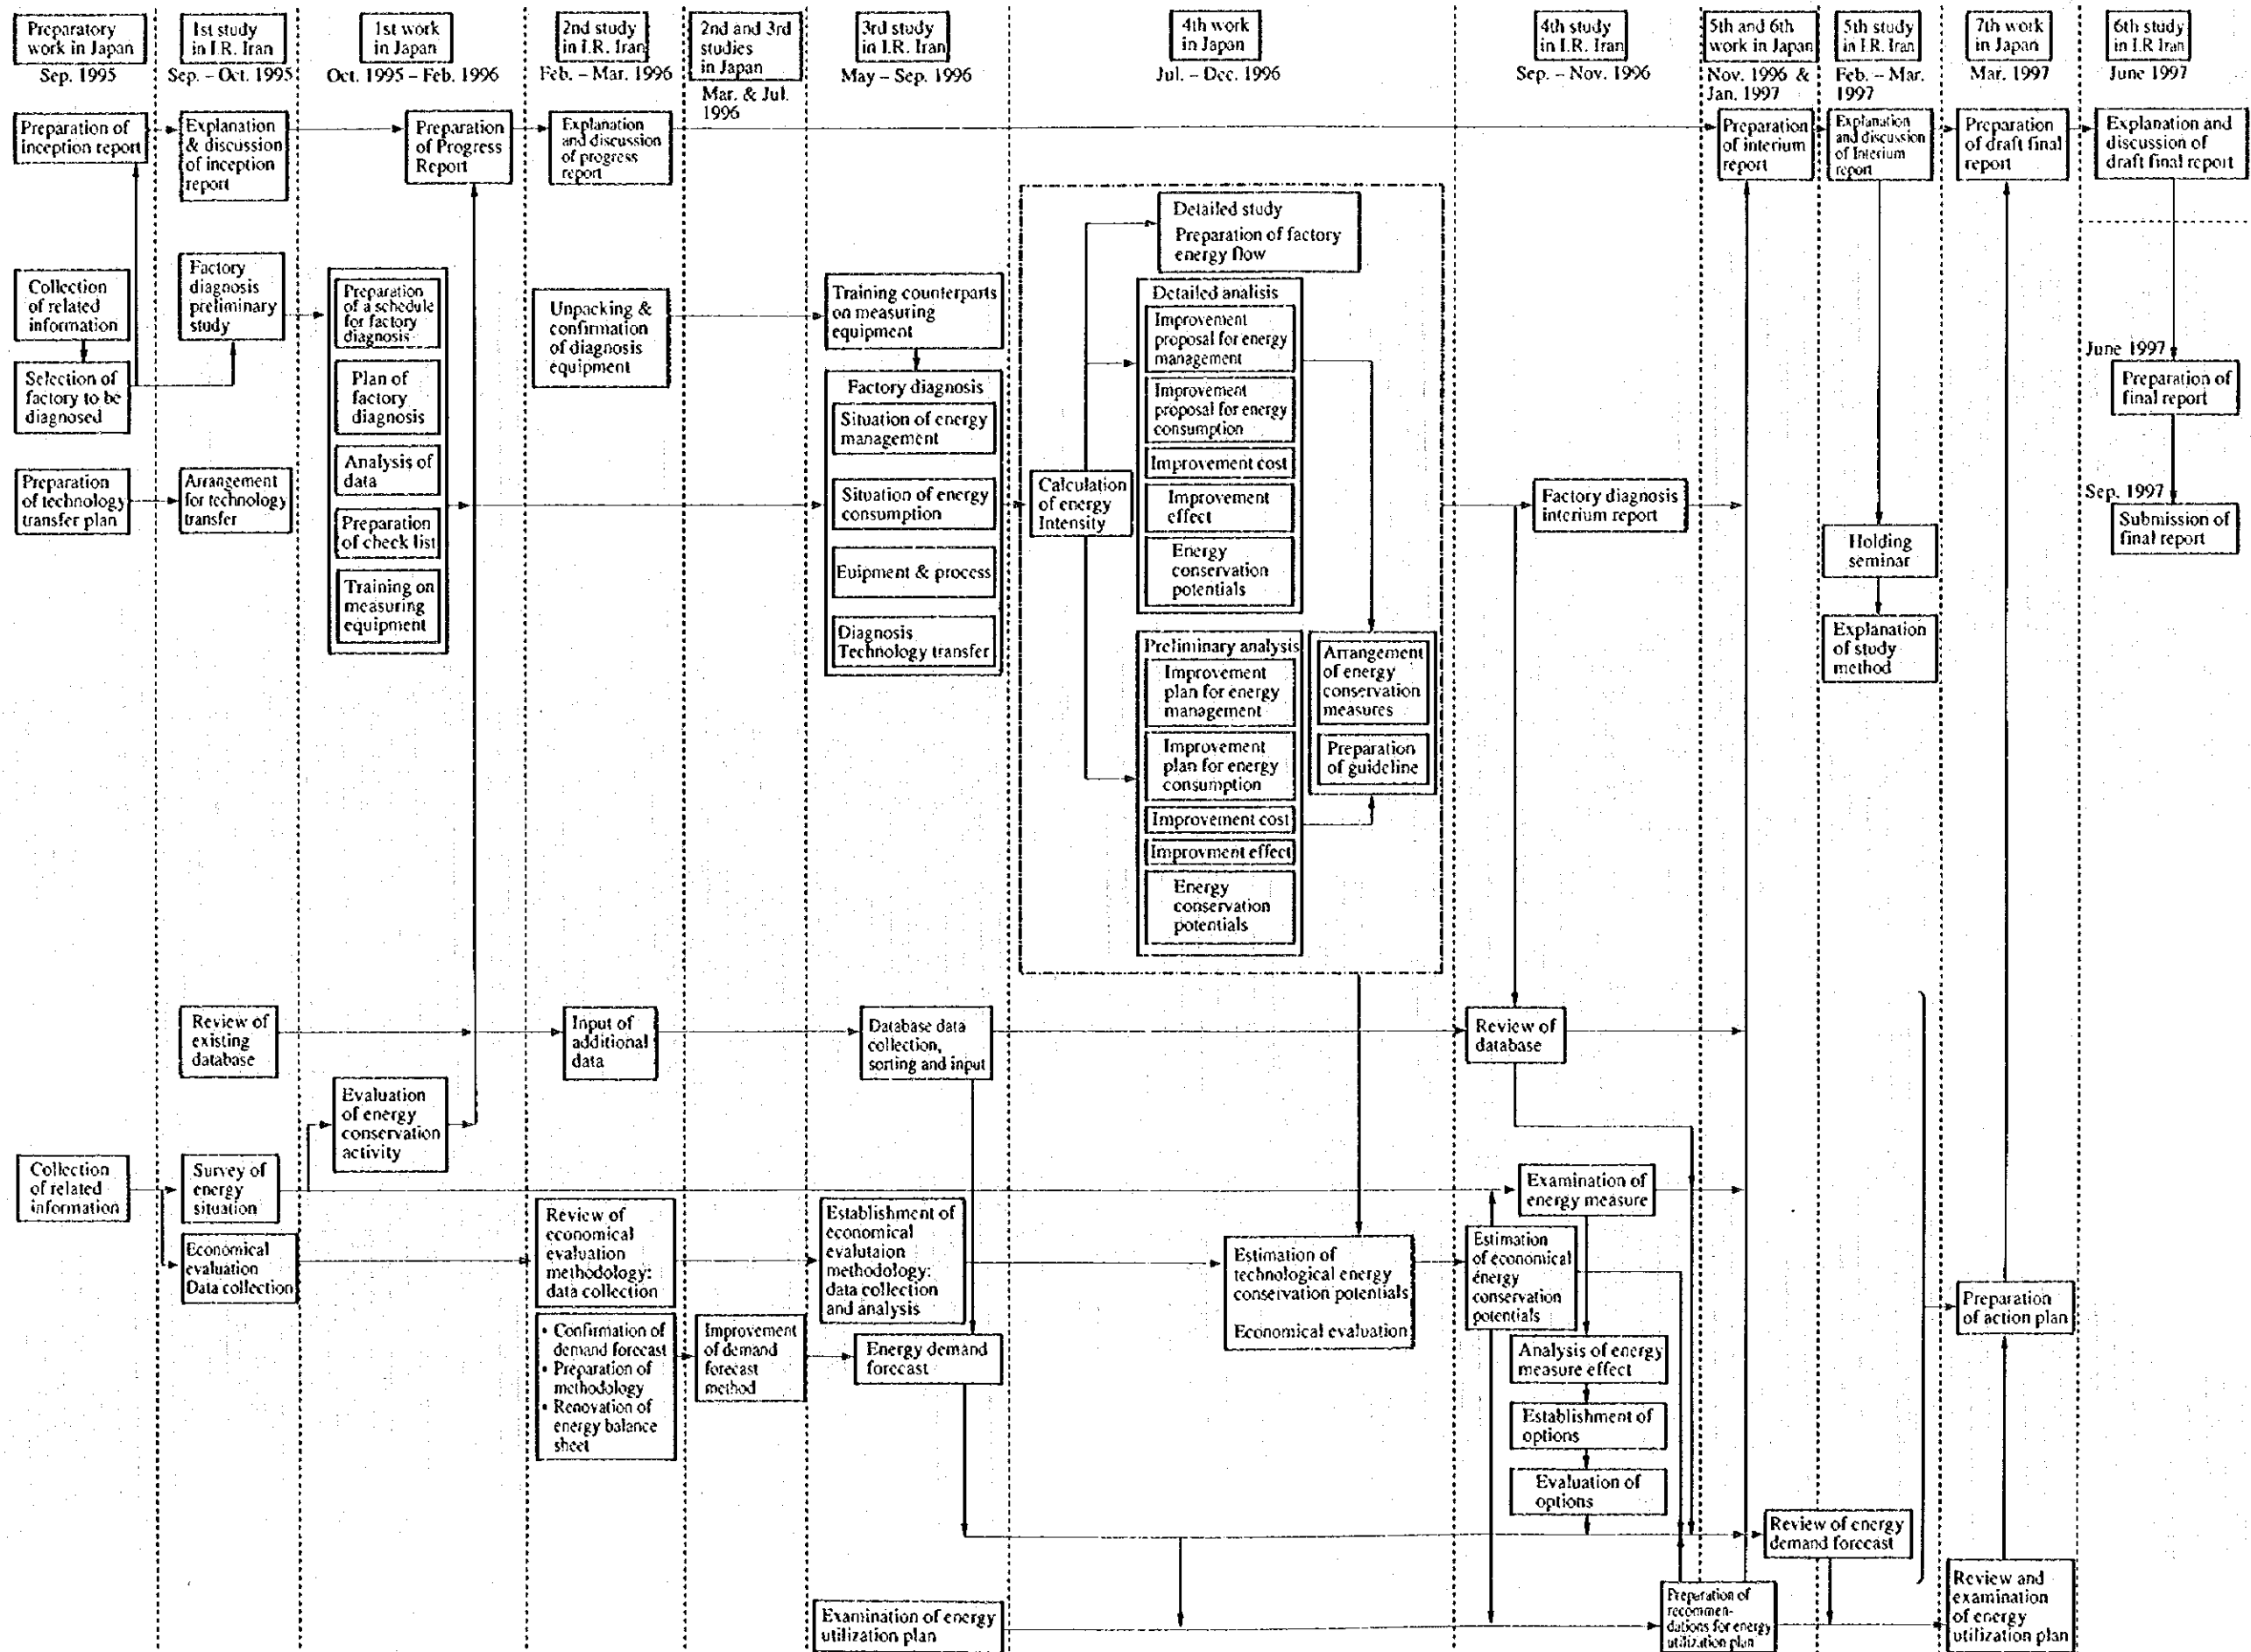 Preparatory
work in Japan
Sep. 1995
1st study
in I.R. Iran
Sep. – Oct. 1995
1st work
in Japan
Oct. 1995 – Feb. 1996
2nd study
in I.R. Iran
Feb. – Mar. 1996
2nd and 3rd
studies
in Japan
Mar. & Jul.
1996
3rd study
in I.R. Iran
May – Sep. 1996
4th work
in Japan
Jul. – Dec. 1996
4th study
in I.R. Iran
Sep. – Nov. 1996
5th and 6th
work in Japan
Nov. 1996 &
Jan. 1997
5th study
in I.R. Iran
Feb. – Mar.
1997
7th work
in Japan
Mar. 1997
6th study
in I.R Iran
June 1997
Preparation of
inception report
Explanation
& discussion
of inception
report
Preparation
of Progress
Report
Explanation
and discussion
of progress
report
Preparation
of interium
report
Explanation
and discussion
of Interium
report
Preparation
of draft final
report
Explanation and
discussion of
draft final report
Collection
of related
information
Selection of
factory to be
diagnosed
Preparation
of technology
transfer plan
Factory
diagnosis
preliminary
study
Arrangement
for technology
transfer
Preparation
of a schedule
for factory
diagnosis
Plan of
factory
diagnosis
Analysis of
data
Preparation
of check list
Training on
measuring
equipment
Unpacking &
confirmation
of diagnosis
equipment
Training counterparts
on measuring
equipment
Factory diagnosis
Situation of energy
management
Situation of energy
consumption
Euipment & process
Diagnosis
Technology transfer
Calculation
of energy
Intensity
Detailed study
Preparation of factory
energy flow
Detailed analisis
Improvement
proposal for energy
management
Improvement
proposal for energy
consumption
Improvement cost
Improvement
effect
Energy
conservation
potentials
Preliminary analysis
Improvement
plan for energy
management
Improvement
plan for energy
consumption
Improvement cost
Improvment effect
Energy
conservation
potentials
Arrangement
of energy
conservation
measures
Preparation
of guideline
Factory diagnosis
interium report
Holding
seminar
Explanation
of study
method
June 1997
Preparation of
final report
Sep. 1997
Submission of
final report
Review of
existing
database
Input of
additional
data
Database data
collection,
sorting and input
Review of
database
Evaluation
of energy
conservation
activity
Collection
of related
information
Survey of
energy
situation
Economical
evaluation
Data collection
Review of
economical
evaluation
methodology:
data collection
• Confirmation of
demand forecast
• Preparation of
methodology
• Renovation of
energy balance
sheet
Improvement
of demand
forecast
method
Establishment of
economical
evalutaion
methodology:
data collection
and analysis
Energy demand
forecast
Estimation of
technological energy
conservation potentials
Economical evaluation
Examination of
energy measure
Estimation
of economical
energy
conservation
potentials
Analysis of energy
measure effect
Establishment of
options
Evaluation of
options
Preparation
of action plan
Review of energy
demand forecast
Examination of energy
utilization plan
Preparation of
recommen-
dations for energy
utilization plan
Review and
examination
of energy
utilization plan